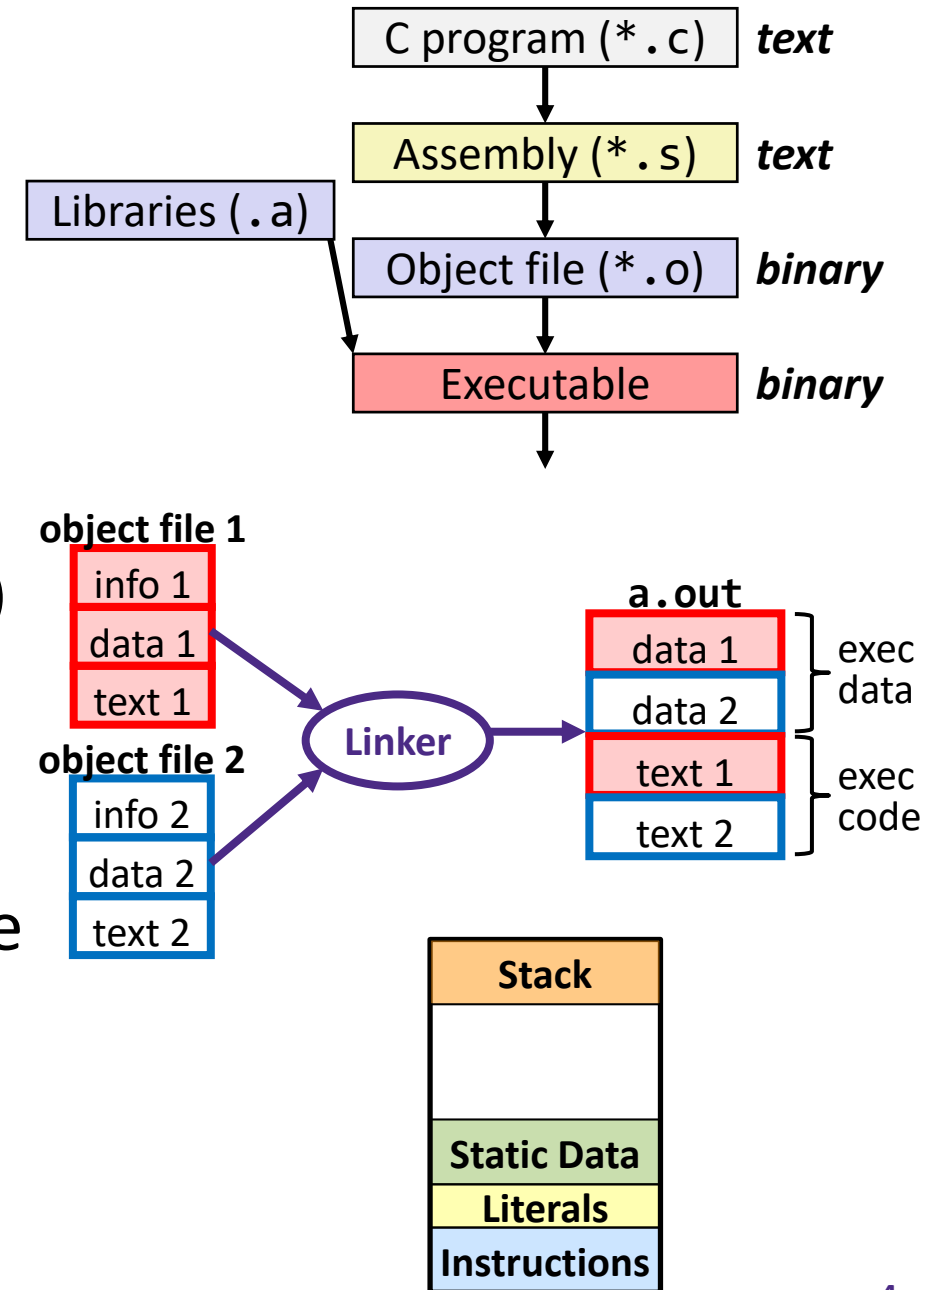 C program (*.c) text
Assembly (*.s) text
Libraries (.a)
Object file (*.o) binary
Executable binary
object file 1
)
info 1
data 1
text 1
object file 2
info 2
data 2
e
text 2
Linker
a.out
data 1
data 2
exec
data
text 1
text 2
exec
code
Stack
Static Data
Literals
Instructions